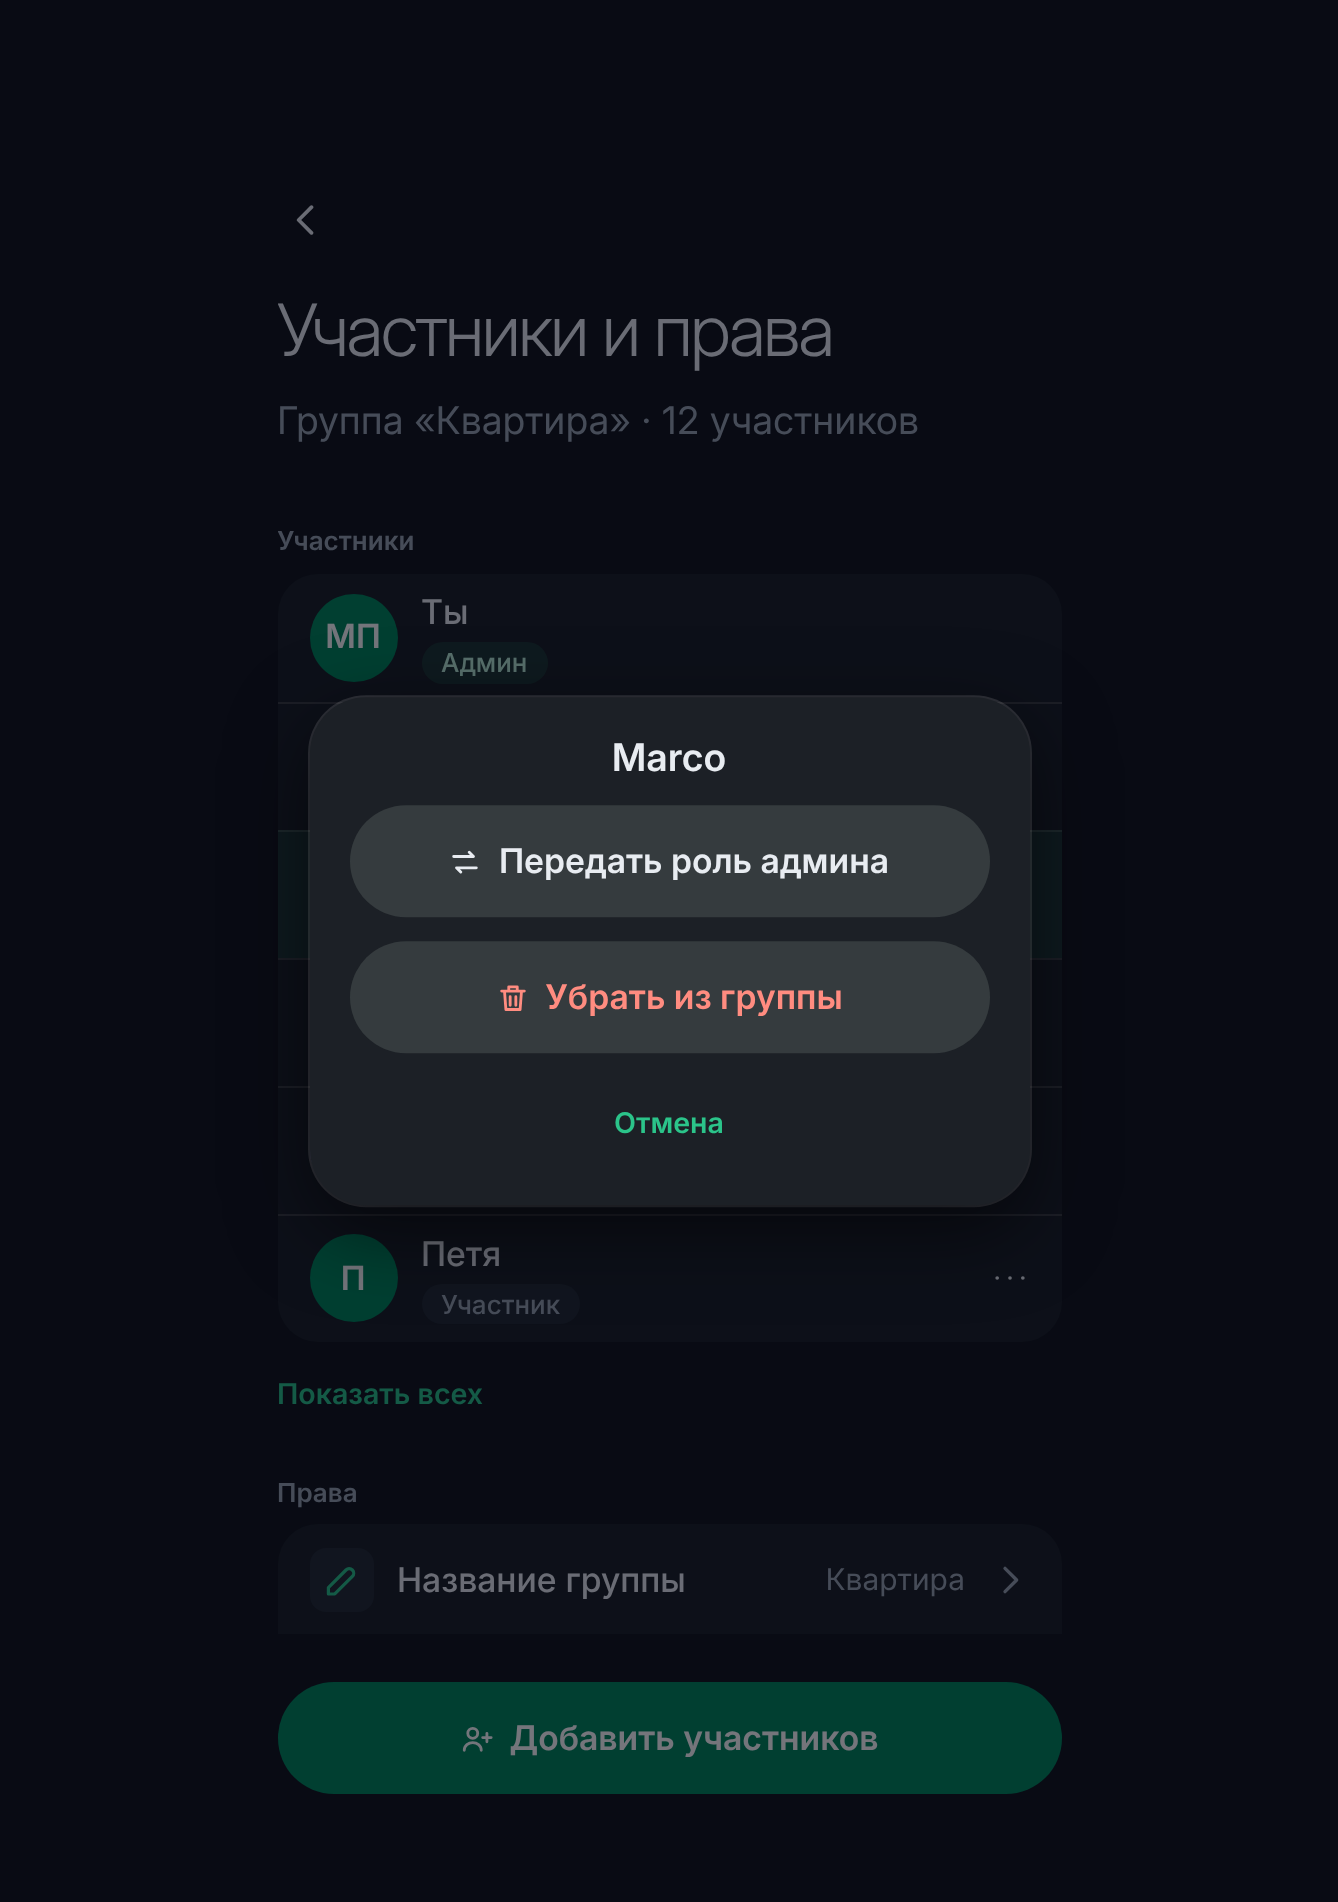 Участники и права
Группа «Квартира» · 12 участников
Участники
МП
Ты
Админ
Marco
Передать роль админа
Убрать из группы
Отмена
П
Петя
Участник
...
Показать всех
Права
Название группы
Квартира
Добавить участников